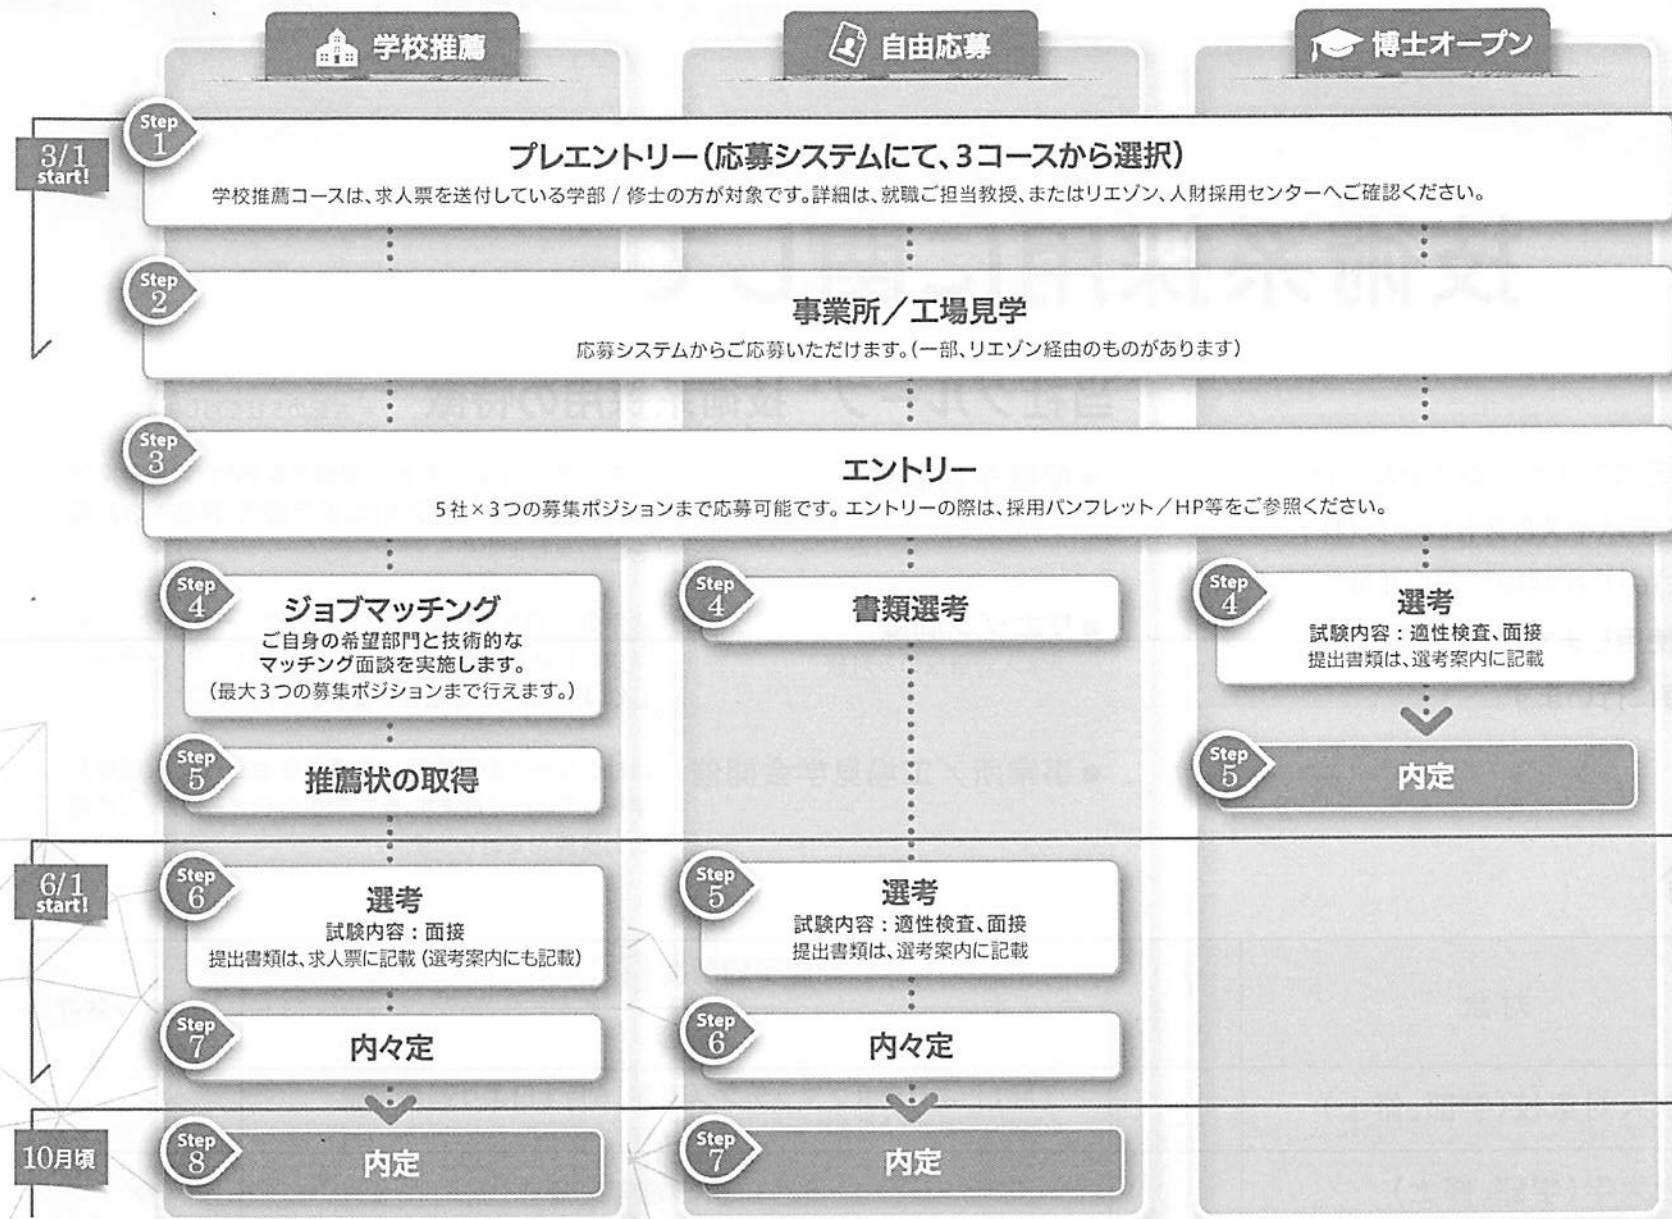 学校推薦
自由応募
博士オープン
3/1
start!
Step
1
プレエントリー(応募システムにて、3コースから選択)
学校推薦コースは、求人票を送付している学部 / 修士の方が対象です。詳細は、就職ご担当教授、またはリエゾン、人財採用センターへご確認ください。
Step
2
事業所／工場見学
応募システムからご応募いただけます。(一部、リエゾン経由のものがあります)
Step
3
エントリー
5社×3つの募集ポジションまで応募可能です。エントリーの際は、採用パンフレット／HP等をご参照ください。
Step
4
ジョブマッチング
ご自身の希望部門と技術的な
マッチング面談を実施します。
(最大3つの募集ポジションまで行えます。)
Step
4
書類選考
Step
4
選考
試験内容：適性検査、面接
提出書類は、選考案内に記載
Step
5
推薦状の取得
Step
5
内定
6/1
start!
Step
6
選考
試験内容：面接
提出書類は、求人票に記載 (選考案内にも記載)
Step
5
選考
試験内容：適性検査、面接
提出書類は、選考案内に記載
Step
7
内々定
Step
6
内々定
10月頃
Step
8
内定
Step
7
内定